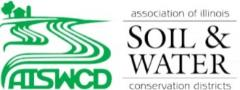 AISWCD
association of illinois
SOIL &
WATER
conservation districts